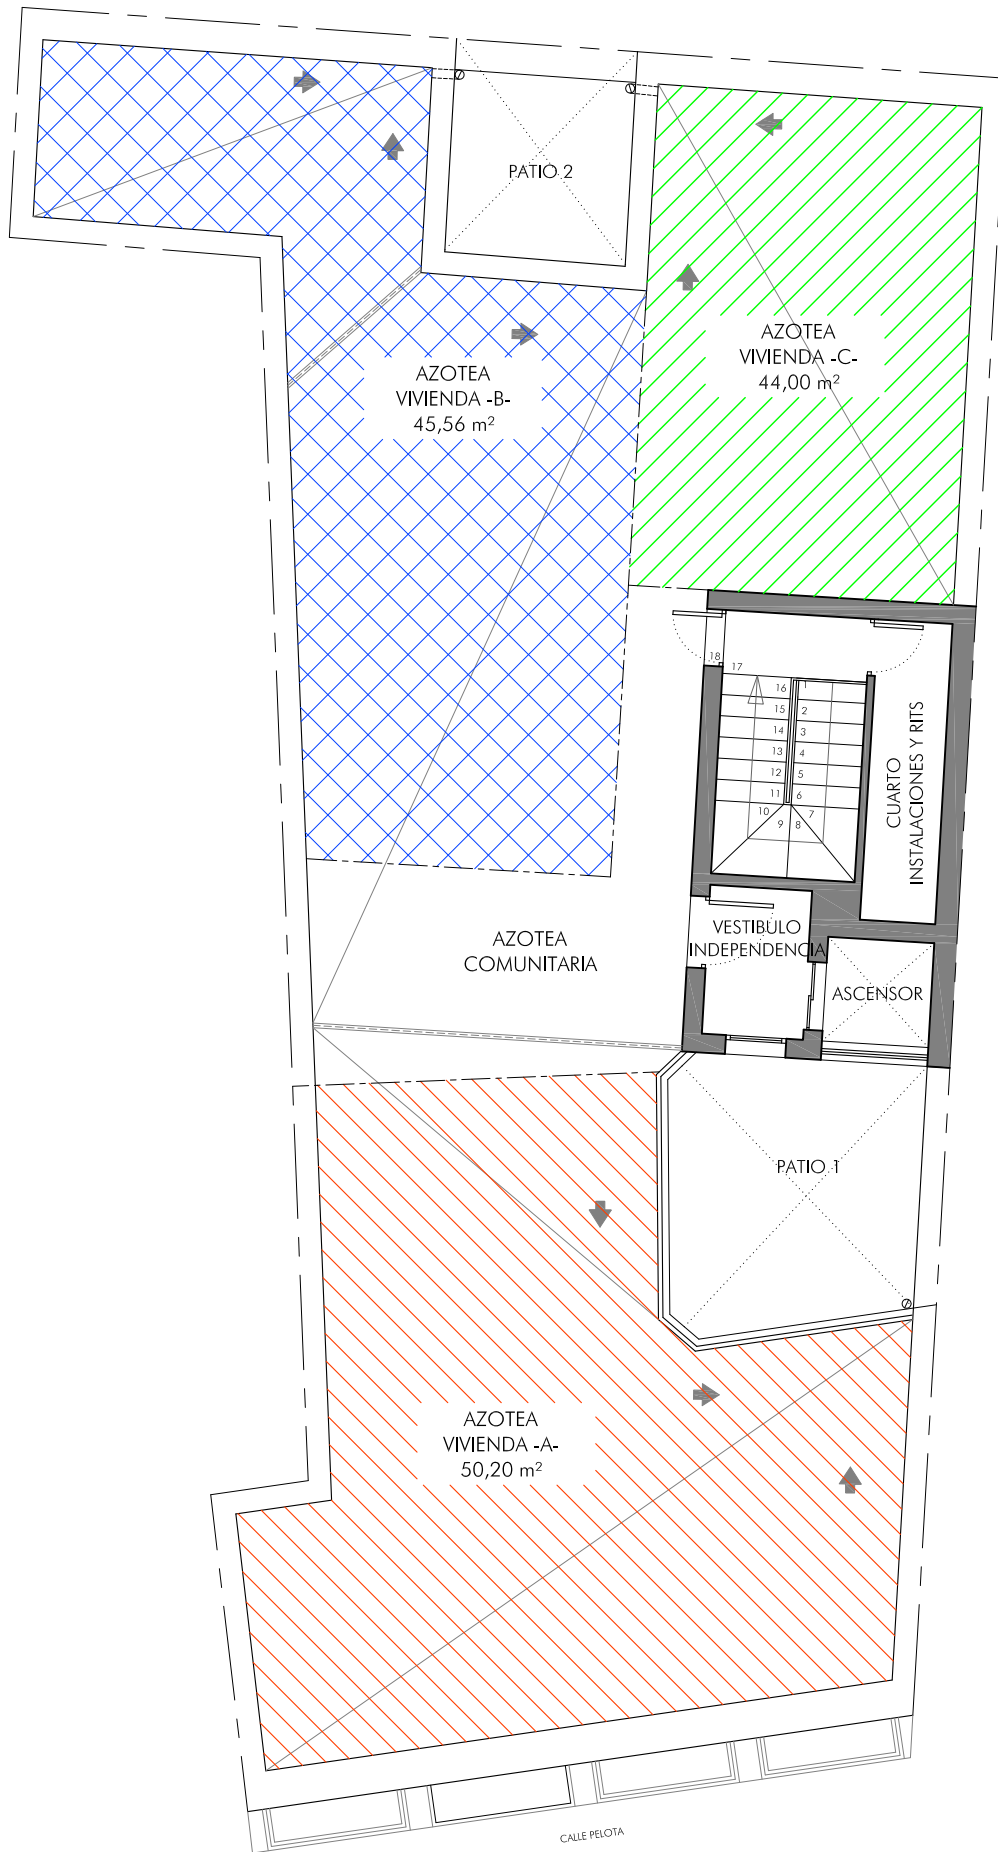 PATIO 2
AZOTEA
VIVIENDA -C-
44,00 m²
AZOTEA
VIVIENDA -B-
45,56 m²
18
17
16
1
15
2
14
3
13
4
12
5
11
6
10
7
9
8
CUARTO
INSTALACIONES Y RITS
VESTIBULO
INDEPENDENCIA
AZOTEA
COMUNITARIA
ASCENSOR
PATIO 1
AZOTEA
VIVIENDA -A-
50,20 m²
CALLE PELOTA